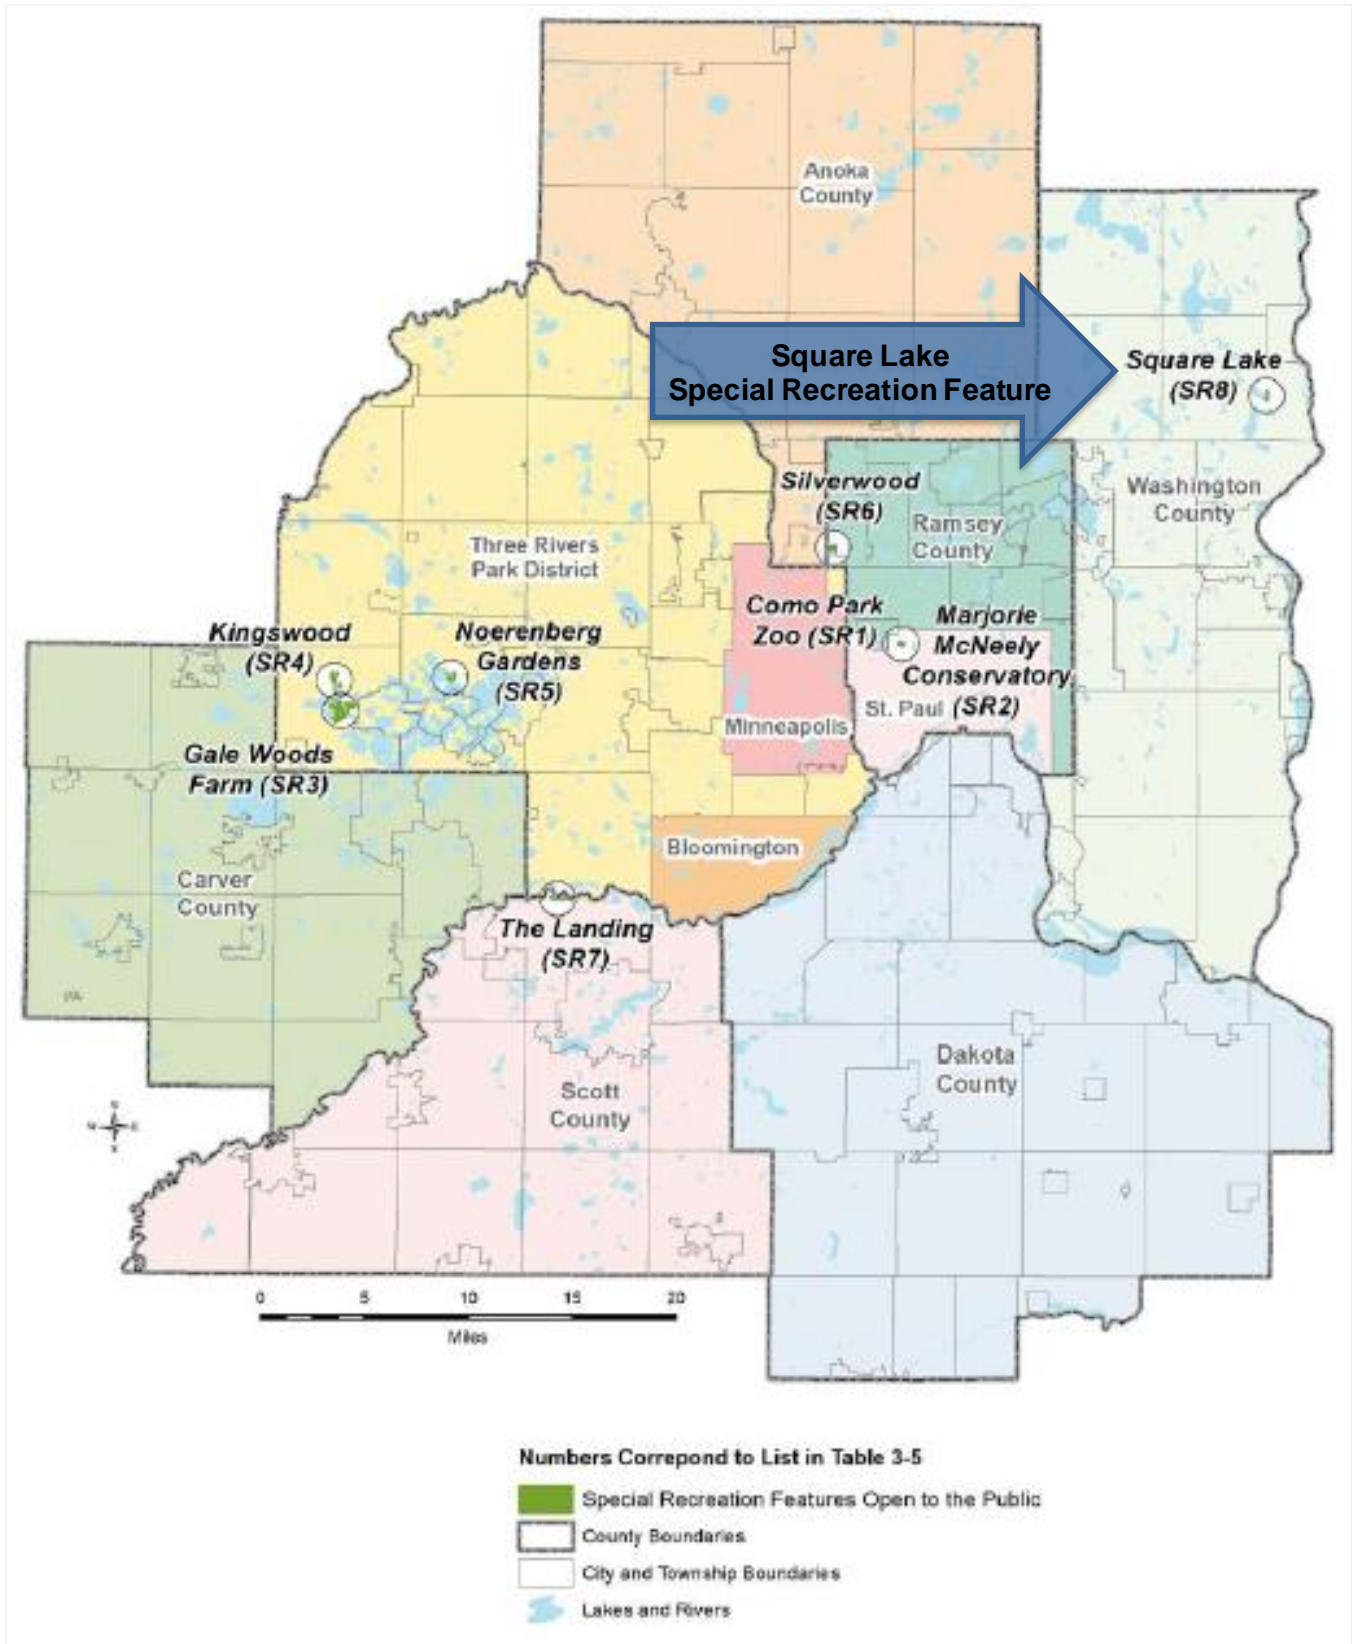 Anoka
County
Square Lake
Special Recreation Feature
Square Lake
(SR8)
Silverwood
(SR6)
Washington
County
Ramsey
County
Three Rivers
Park District
Como Park
Zoo (SR1)
Marjorie
McNeely
Conservatory
(SR2)
Kingswood
(SR4)
Noerenberg
Gardens
(SR5)
St. Paul
Minneapolis
Gale Woods
Farm (SR3)
Bloomington
Carver
County
The Landing
(SR7)
Dakota
County
Scott
County
0 5 10 15 20
Miles
Numbers Correpond to List in Table 3-5
Special Recreation Features Open to the Public
County Boundaries
City and Township Boundaries
Lakes and Rivers